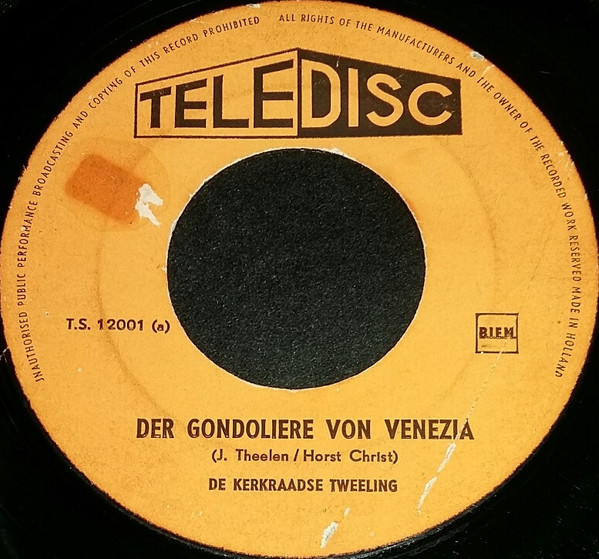 UNAUTHORISED PUBLIC PERFORMANCE BROADCASTING AND COPYING OF THIS RECORD PROHIBITED ALL RIGHTS OF THE MANUFACTURERS AND THE OWNER OF THE RECORDED WORK RESERVED MADE IN HOLLAND
TELEDISC
T.S. 12001 (a)
B.I.E.M.
DER GONDOLIERE VON VENEZIA
(J. Theelen / Horst Christ)
DE KERKRAADSE TWEELING